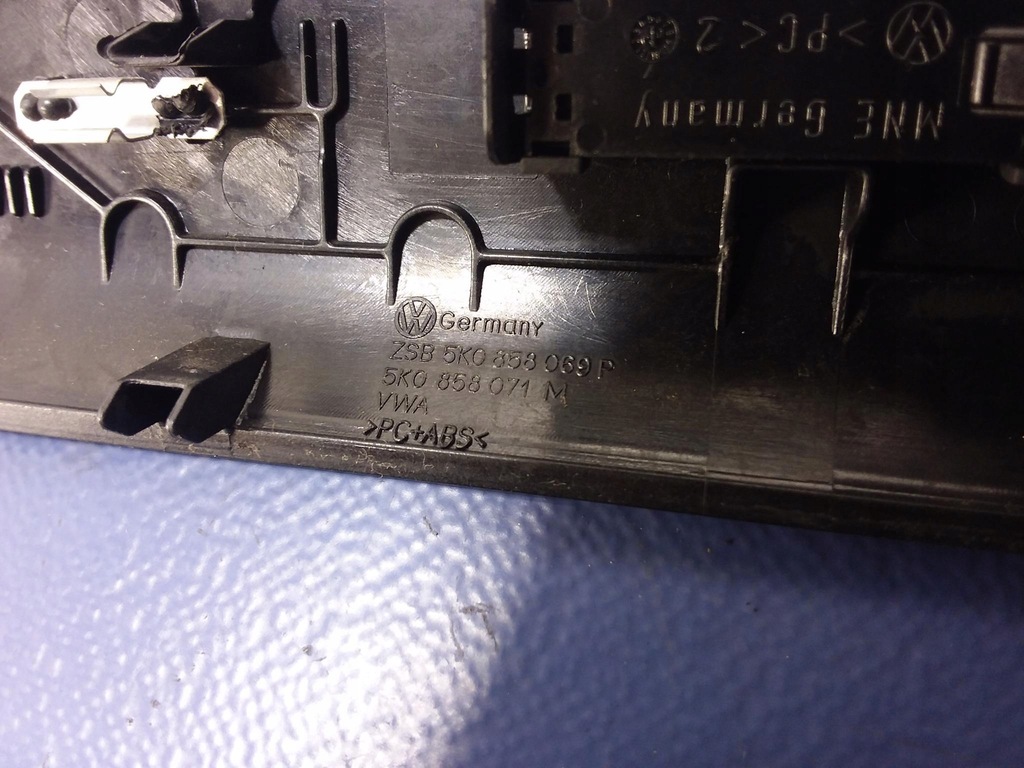 >PC<2
MNE Germany
Germany
ZSB 5K0 858 069 P
5K0 858 071 M
VWA
>PC+ABS<